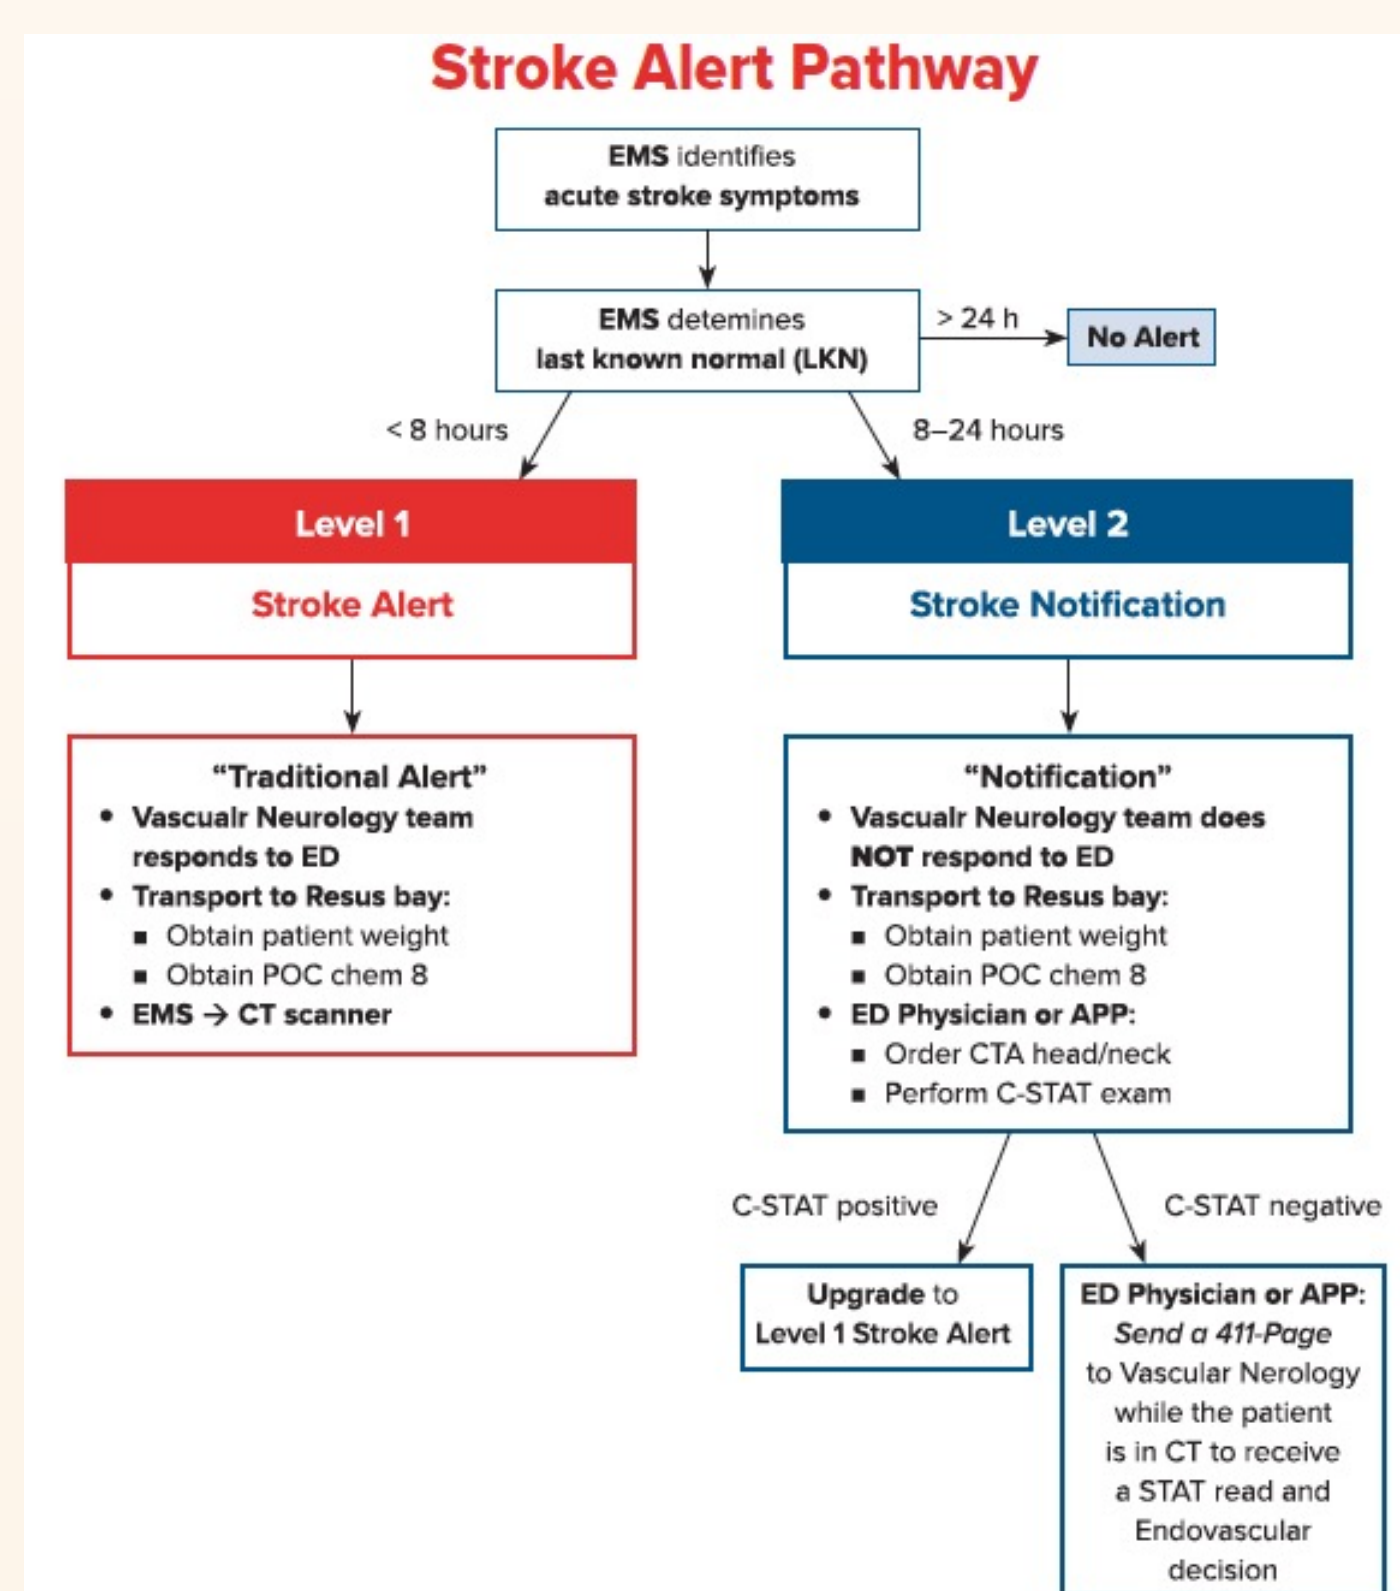 Stroke Alert Pathway
EMS identifies
acute stroke symptoms
EMS detemines
last known normal (LKN)
> 24 h
No Alert
< 8 hours
8–24 hours
Level 1
Stroke Alert
Level 2
Stroke Notification
“Traditional Alert”
• Vascualr Neurology team
responds to ED
• Transport to Resus bay:
▪ Obtain patient weight
▪ Obtain POC chem 8
• EMS → CT scanner
“Notification”
• Vascualr Neurology team does
NOT respond to ED
• Transport to Resus bay:
▪ Obtain patient weight
▪ Obtain POC chem 8
• ED Physician or APP:
▪ Order CTA head/neck
▪ Perform C-STAT exam
C-STAT positive
C-STAT negative
Upgrade to
Level 1 Stroke Alert
ED Physician or APP:
Send a 411-Page
to Vascular Nerology
while the patient
is in CT to receive
a STAT read and
Endovascular
decision